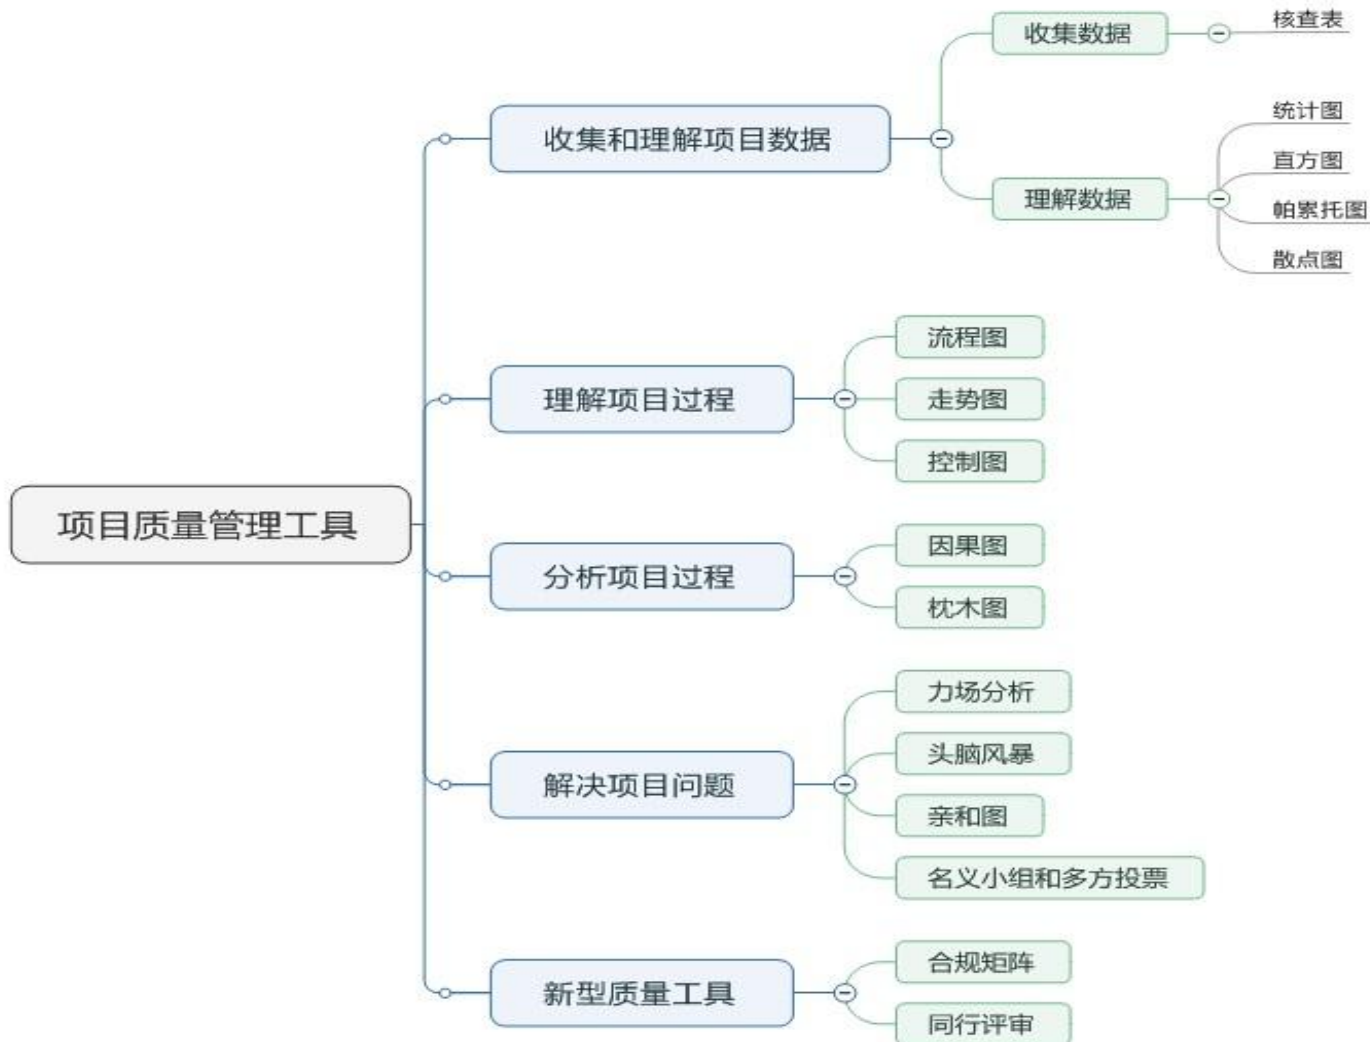 项目质量管理工具
收集和理解项目数据
收集数据
核查表
理解数据
统计图
直方图
帕累托图
散点图
理解项目过程
流程图
走势图
控制图
分析项目过程
因果图
枕木图
解决项目问题
力场分析
头脑风暴
亲和图
名义小组和多方投票
新型质量工具
合规矩阵
同行评审